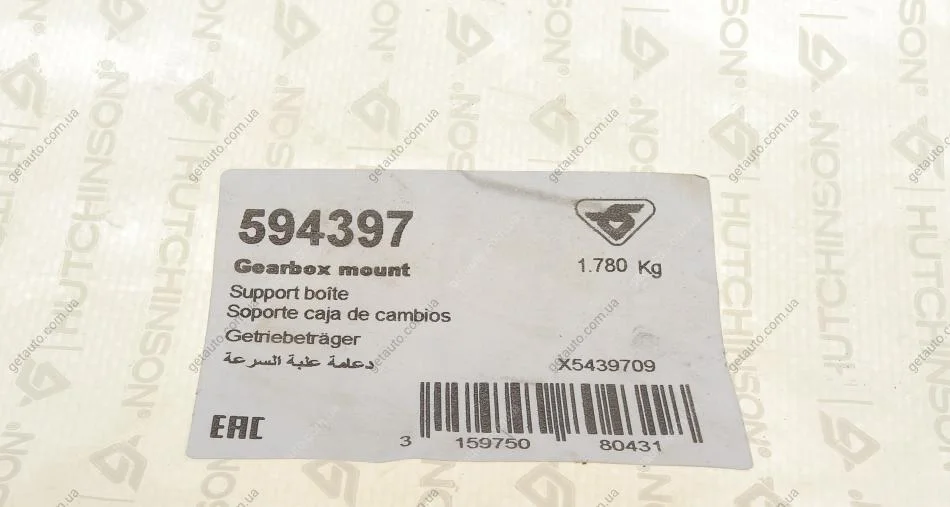 HUTCHINSON®
594397
Gearbox mount
1.780 Kg
Support boîte
Soporte caja de cambios
Getriebeträger
دعامة علبة السرعة
X5439709
EAC
3 159750 80431
getauto.com.ua